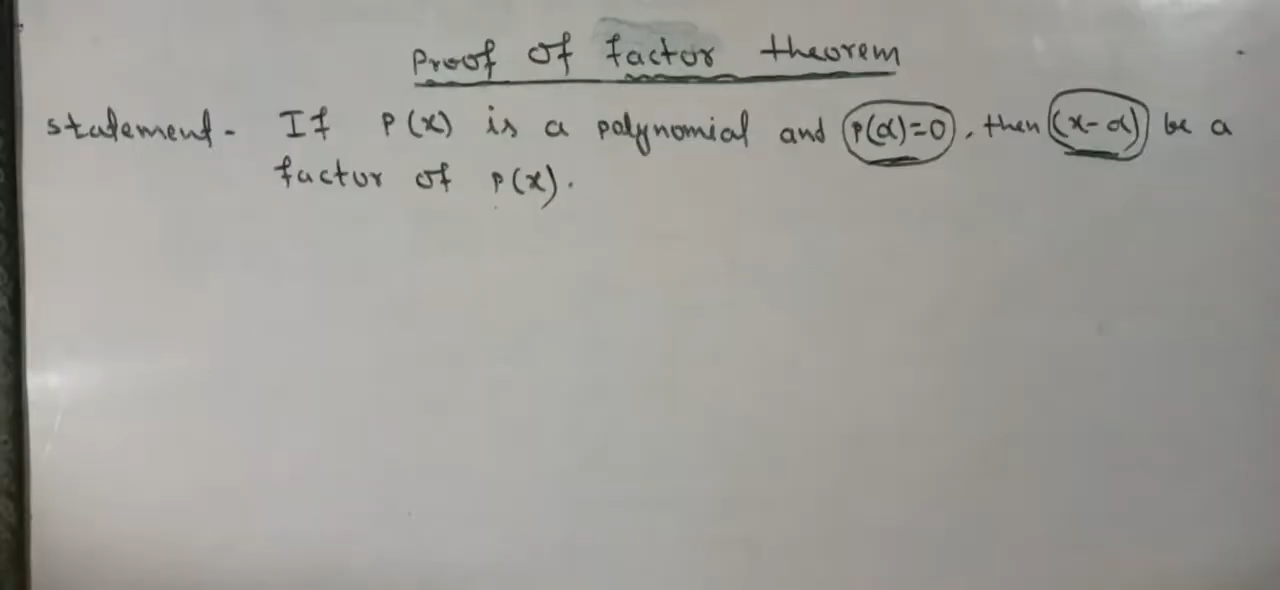 Proof of factor theorem
statement - If P(x) is a polynomial and P(α)=0, then (x-α) be a
factor of P(x).